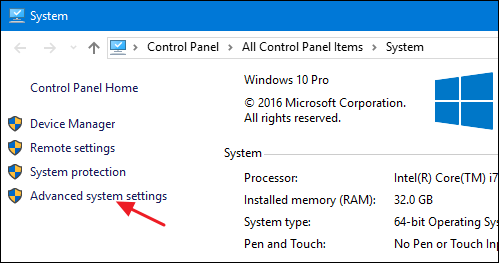 System
Control Panel > All Control Panel Items > System
Control Panel Home
Device Manager
Remote settings
System protection
Advanced system settings
Windows 10 Pro
© 2016 Microsoft Corporation.
All rights reserved.
System
Processor: Intel(R) Core(TM) i7
Installed memory (RAM): 32.0 GB
System type: 64-bit Operating Sys
Pen and Touch: No Pen or Touch In